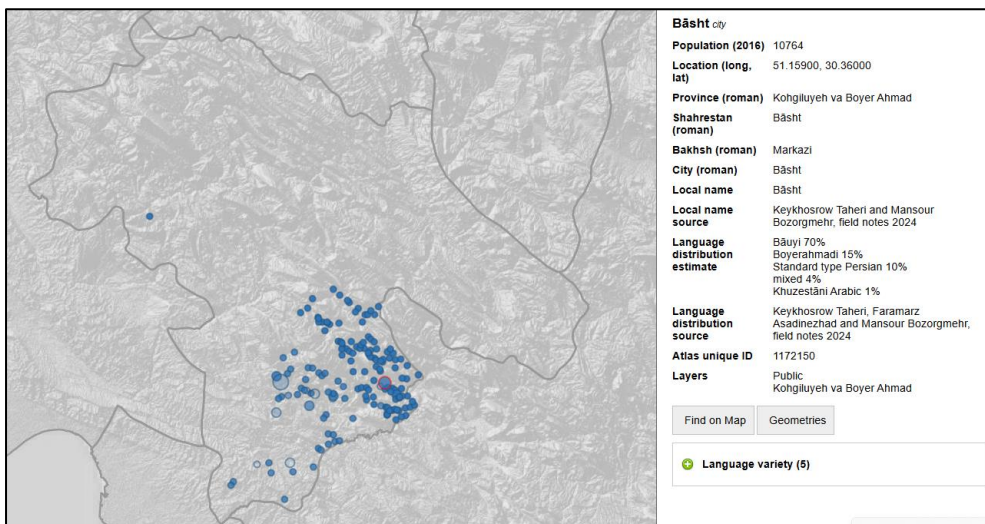 Bāsht city
Population (2016) 10764
Location (long, lat) 51.15900, 30.36000
Province (roman) Kohgiluyeh va Boyer Ahmad
Shahrestan (roman) Bāsht
Bakhsh (roman) Markazi
City (roman) Bāsht
Local name Bāsht
Local name source Keykhosrow Taheri and Mansour
Bozorgmehr, field notes 2024
Language distribution estimate Bāuyi 70%
Boyerahmadi 15%
Standard type Persian 10%
mixed 4%
Khuzestāni Arabic 1%
Language distribution source Keykhosrow Taheri, Faramarz
Asadinezhad and Mansour Bozorgmehr,
field notes 2024
Atlas unique ID 1172150
Layers Public
Kohgiluyeh va Boyer Ahmad
Find on Map Geometries
Language variety (5)